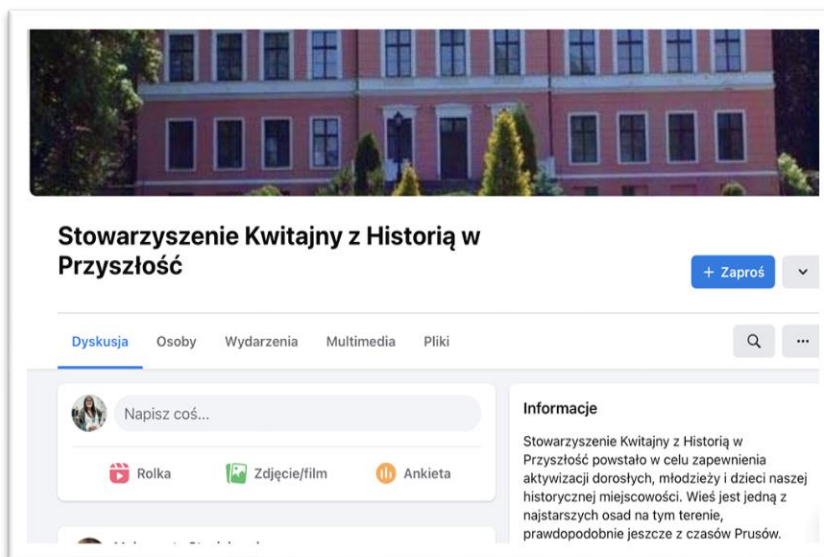 Stowarzyszenie Kwitajny z Historią w
Przyszłość
+ Zaproś
Dyskusja Osoby Wydarzenia Multimedia Pliki
Napisz coś...
Rolka Zdjęcie/film Ankieta
Informacje
Stowarzyszenie Kwitajny z Historią w
Przyszłość powstało w celu zapewnienia
aktywizacji dorosłych, młodzieży i dzieci naszej
historycznej miejscowości. Wieś jest jedną z
najstarszych osad na tym terenie,
prawdopodobnie jeszcze z czasów Prusów.